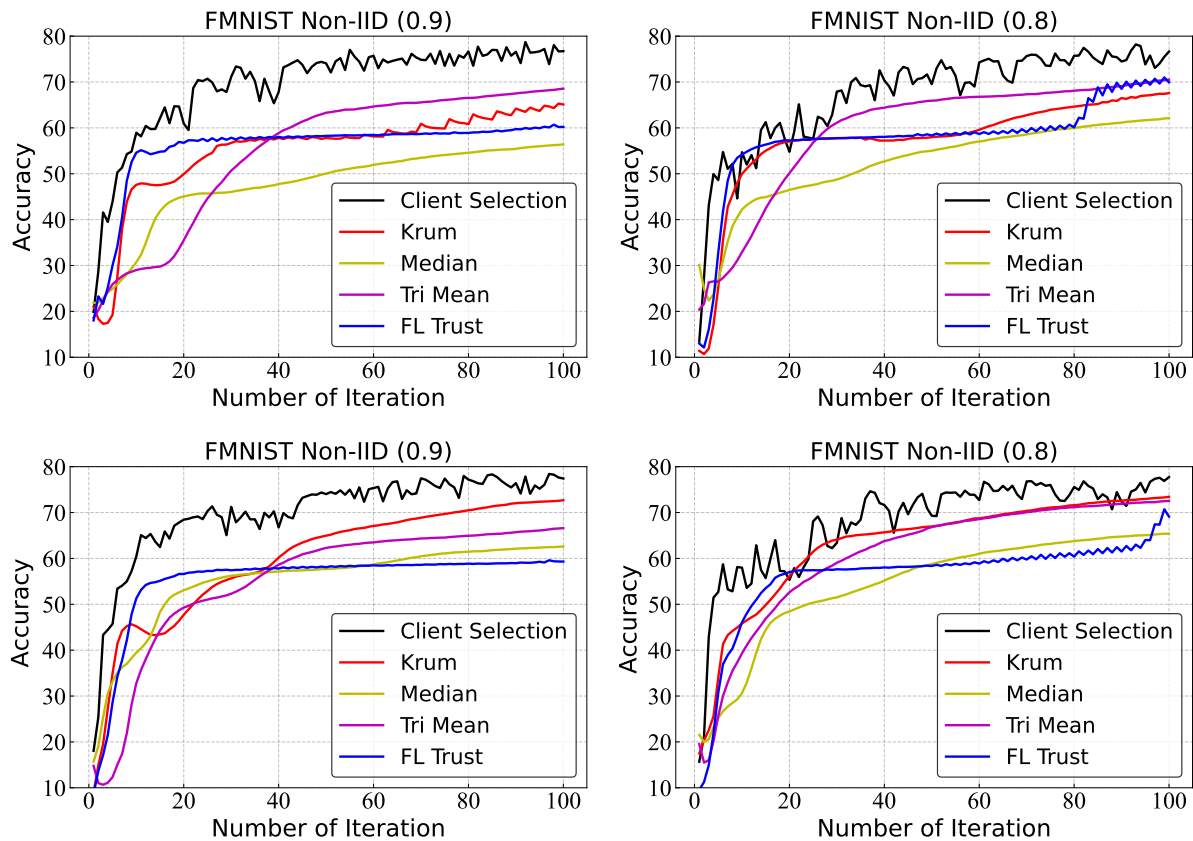 FMNIST Non-IID (0.9)
80
70
60
50
40
30
20
10
Accuracy
Client Selection
Krum
Median
Tri Mean
FL Trust
0 20 40 60 80 100
Number of Iteration
FMNIST Non-IID (0.8)
80
70
60
50
40
30
20
10
Accuracy
Client Selection
Krum
Median
Tri Mean
FL Trust
0 20 40 60 80 100
Number of Iteration
FMNIST Non-IID (0.9)
80
70
60
50
40
30
20
10
Accuracy
Client Selection
Krum
Median
Tri Mean
FL Trust
0 20 40 60 80 100
Number of Iteration
FMNIST Non-IID (0.8)
80
70
60
50
40
30
20
10
Accuracy
Client Selection
Krum
Median
Tri Mean
FL Trust
0 20 40 60 80 100
Number of Iteration